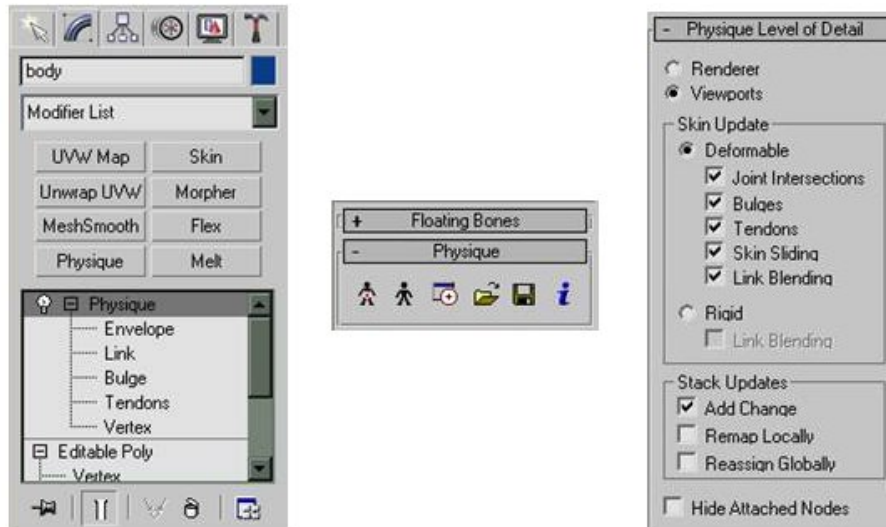 body
Modifier List
UVW Map Skin
Unwrap UVW Morpher
MeshSmooth Flex
Physique Melt
Physique
Envelope
Link
Bulge
Tendons
Vertex
Editable Poly
Vertex
+ Floating Bones
- Physique
- Physique Level of Detail
Renderer
Viewports
Skin Update
Deformable
Joint Intersections
Bulges
Tendons
Skin Sliding
Link Blending
Rigid
Link Blending
Stack Updates
Add Change
Remap Locally
Reassign Globally
Hide Attached Nodes